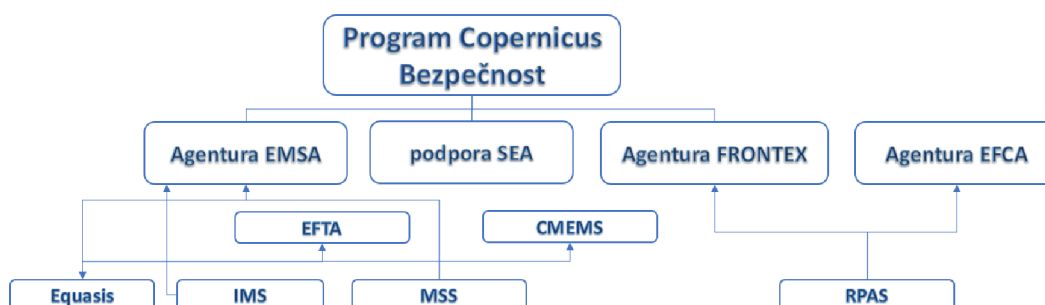 Program Copernicus
Bezpečnost
Agentura EMSA
podpora SEA
Agentura FRONTEX
Agentura EFCA
EFTA
CMEMS
Equasis
IMS
MSS
RPAS